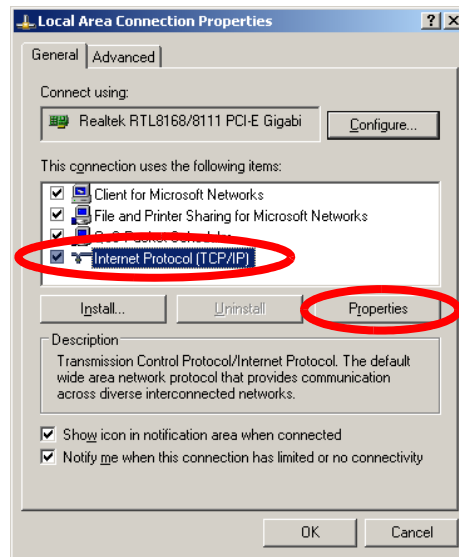 Local Area Connection Properties
General
Advanced
Connect using:
Realtek RTL8168/8111 PCI-E Gigabi
Configure...
This connection uses the following items:
Client for Microsoft Networks
File and Printer Sharing for Microsoft Networks
QoS Packet Scheduler
Internet Protocol (TCP/IP)
Install...
Uninstall
Properties
Description
Transmission Control Protocol/Internet Protocol. The default
wide area network protocol that provides communication
across diverse interconnected networks.
Show icon in notification area when connected
Notify me when this connection has limited or no connectivity
OK
Cancel